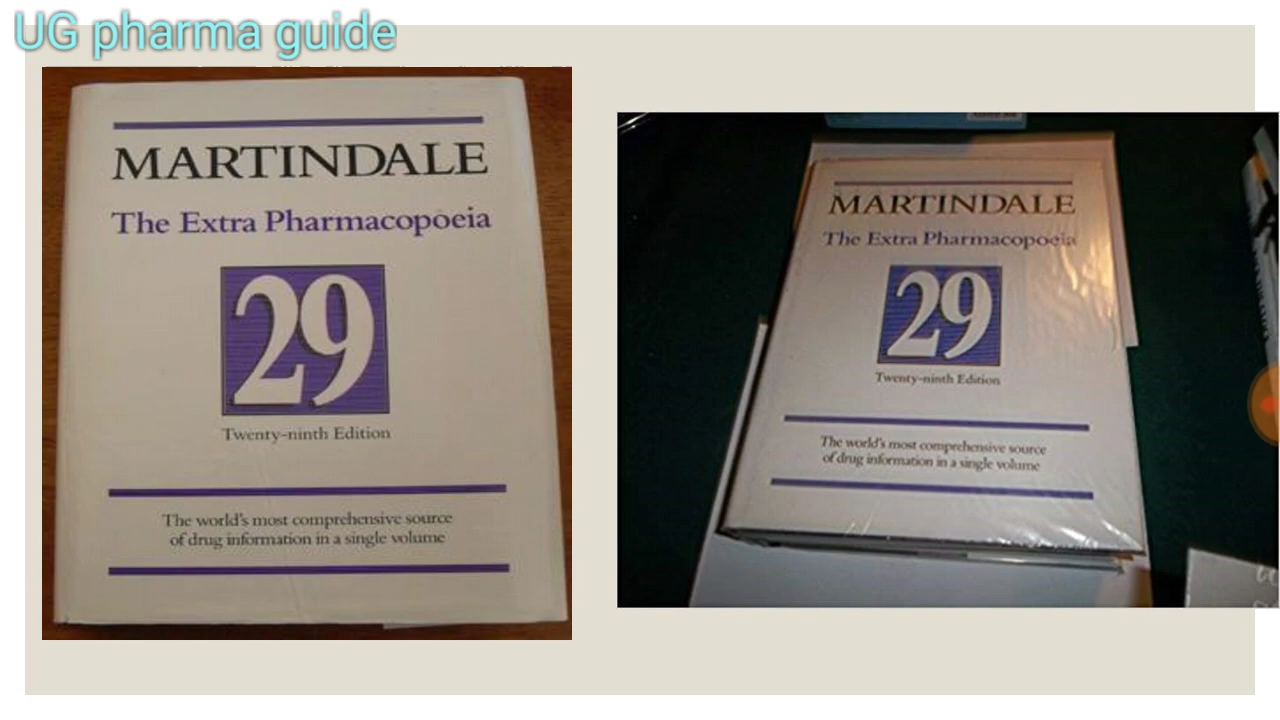 UG pharma guide
MARTINDALE
The Extra Pharmacopoeia
29
Twenty-ninth Edition
The world's most comprehensive source
of drug information in a single volume
MARTINDALE
The Extra Pharmacopoeia
29
Twenty-ninth Edition
The world's most comprehensive source
of drug information in a single volume